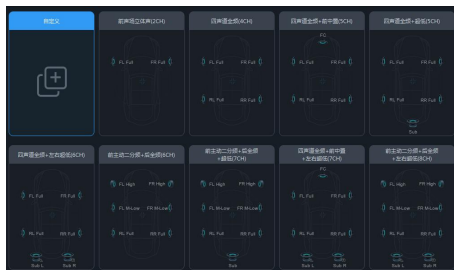 自定义
前声场立体声(2CH)
四声道全频(4CH)
四声道全频+前中置(5CH)
四声道全频+超低(5CH)
FC
FL Full FR Full
FL Full FR Full
FL Full FR Full
FL Full FR Full
RL Full RR Full
RL Full RR Full
RL Full RR Full
Sub
四声道全频+左右超低(6CH)
前主动二分频+后全频(6CH)
前主动二分频+后全频
+超低(7CH)
四声道全频+前中置
+左右超低(7CH)
前主动二分频+后全频
+左右超低(8CH)
FC
FL High FR High
FL High FR High
FL High FR High
FL Full FR Full
FL M-Low FR M-Low
FL M-Low FR M-Low
FL Full FR Full
FL M-Low FR M-Low
RL Full RR Full
RL Full RR Full
RL Full RR Full
RL Full RR Full
RL Full RR Full
Sub L Sub R
Sub
Sub L Sub R
Sub L Sub R